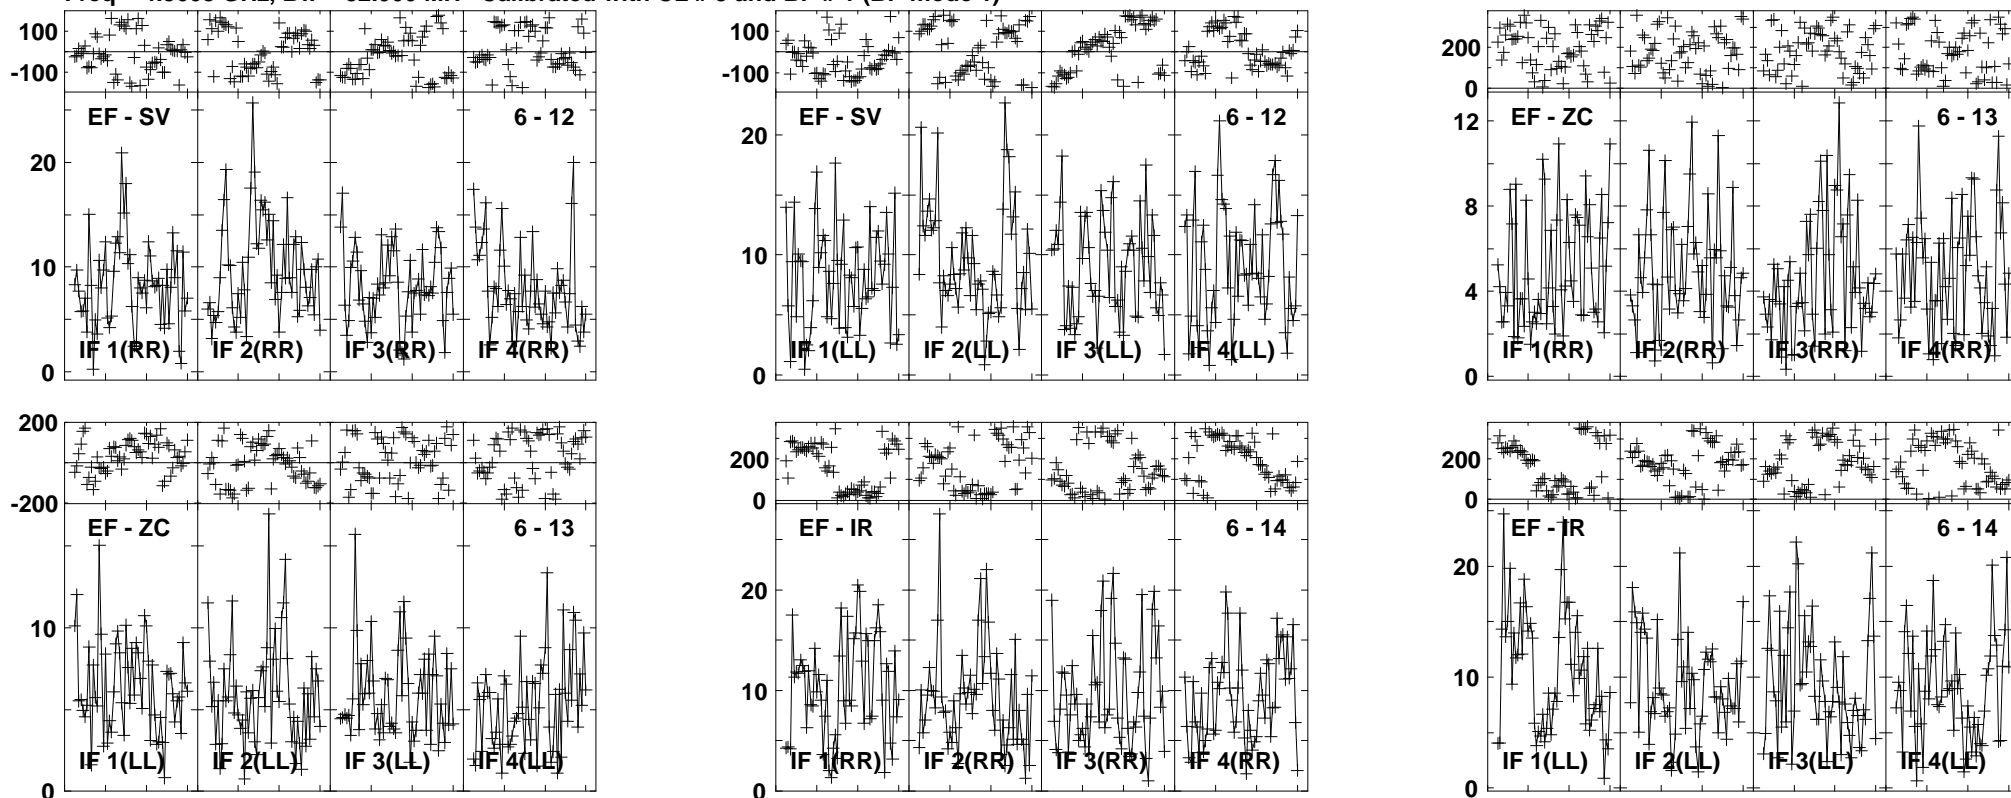 100
-100
EF - SV
6 - 12
20
10
0
IF 1(RR)
IF 2(RR)
IF 3(RR)
IF 4(RR)
100
-100
EF - SV
6 - 12
20
10
0
IF 1(LL)
IF 2(LL)
IF 3(LL)
IF 4(LL)
200
0
EF - ZC
6 - 13
12
8
4
0
IF 1(RR)
IF 2(RR)
IF 3(RR)
IF 4(RR)
200
0
-200
EF - ZC
6 - 13
10
0
IF 1(LL)
IF 2(LL)
IF 3(LL)
IF 4(LL)
200
0
EF - IR
6 - 14
20
10
0
IF 1(RR)
IF 2(RR)
IF 3(RR)
IF 4(RR)
200
0
EF - IR
6 - 14
20
10
0
IF 1(LL)
IF 2(LL)
IF 3(LL)
IF 4(LL)